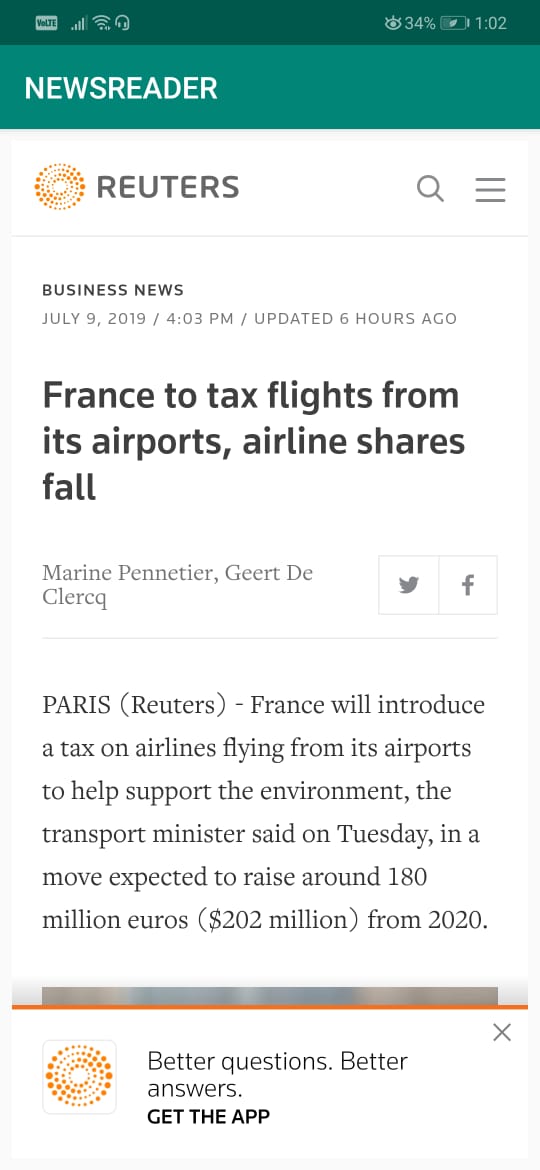 VoLTE 34% 1:02
NEWSREADER
REUTERS
BUSINESS NEWS
JULY 9, 2019 / 4:03 PM / UPDATED 6 HOURS AGO
France to tax flights from
its airports, airline shares
fall
Marine Pennetier, Geert De
Clercq
PARIS (Reuters) - France will introduce
a tax on airlines flying from its airports
to help support the environment, the
transport minister said on Tuesday, in a
move expected to raise around 180
million euros ($202 million) from 2020.
Better questions. Better
answers.
GET THE APP